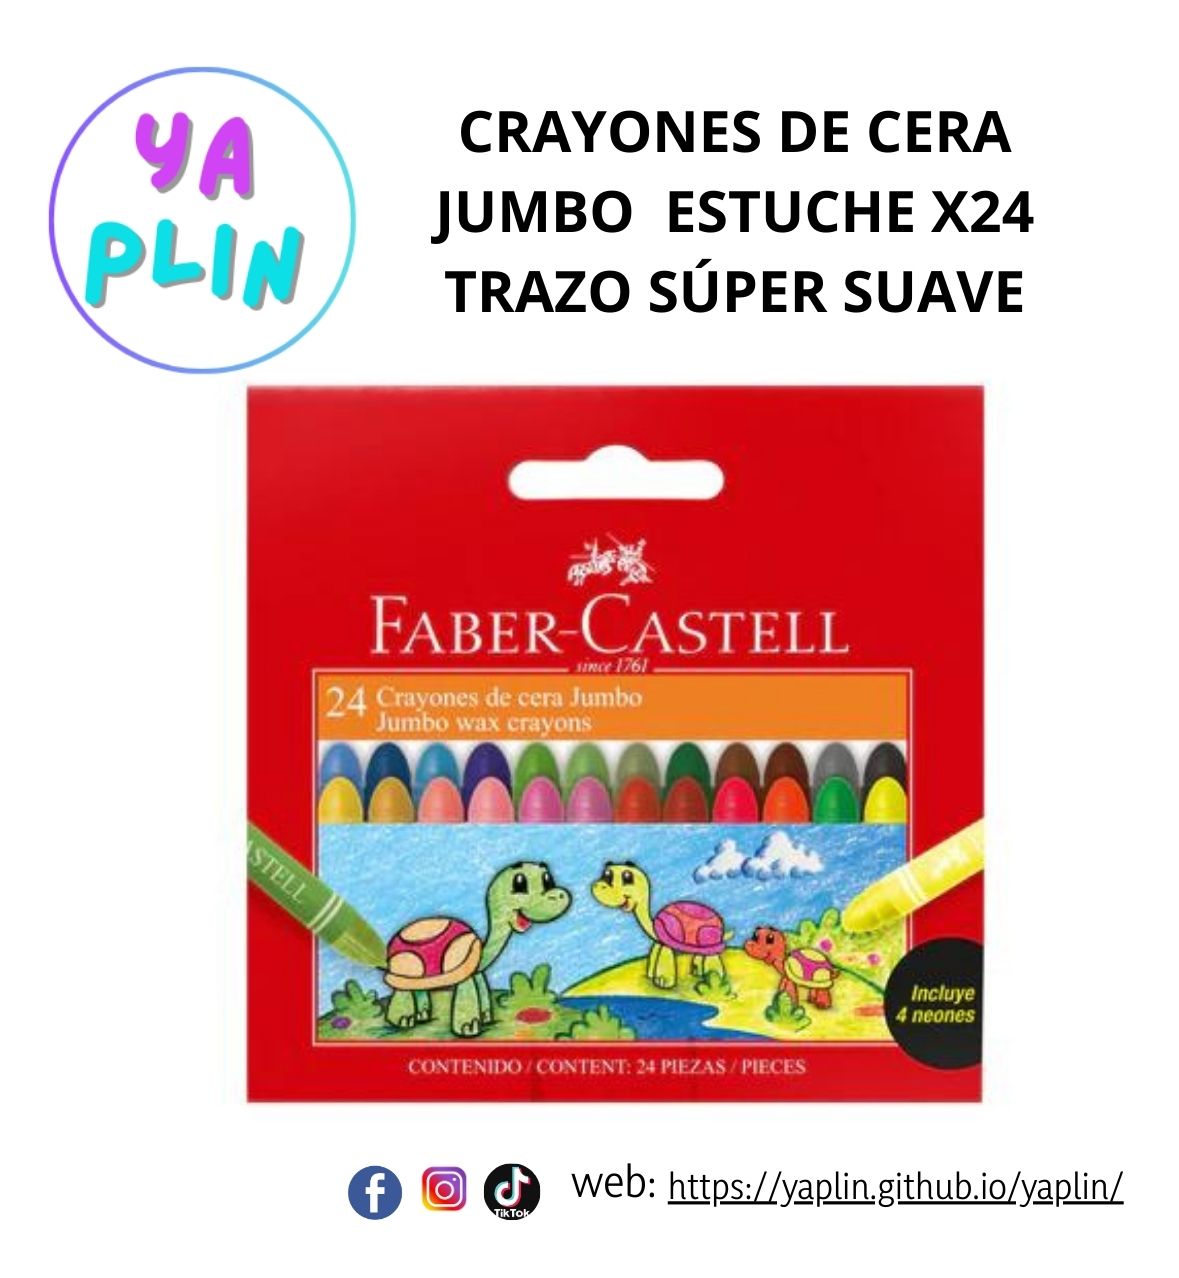 YA
PLIN
CRAYONES DE CERA
JUMBO  ESTUCHE X24
TRAZO SÚPER SUAVE
FABER-CASTELL
since 1761
24 Crayones de cera Jumbo
Jumbo wax crayons
ASTELL
Incluye
4 neones
CONTENIDO / CONTENT: 24 PIEZAS / PIECES
TikTok
web: https://yaplin.github.io/yaplin/